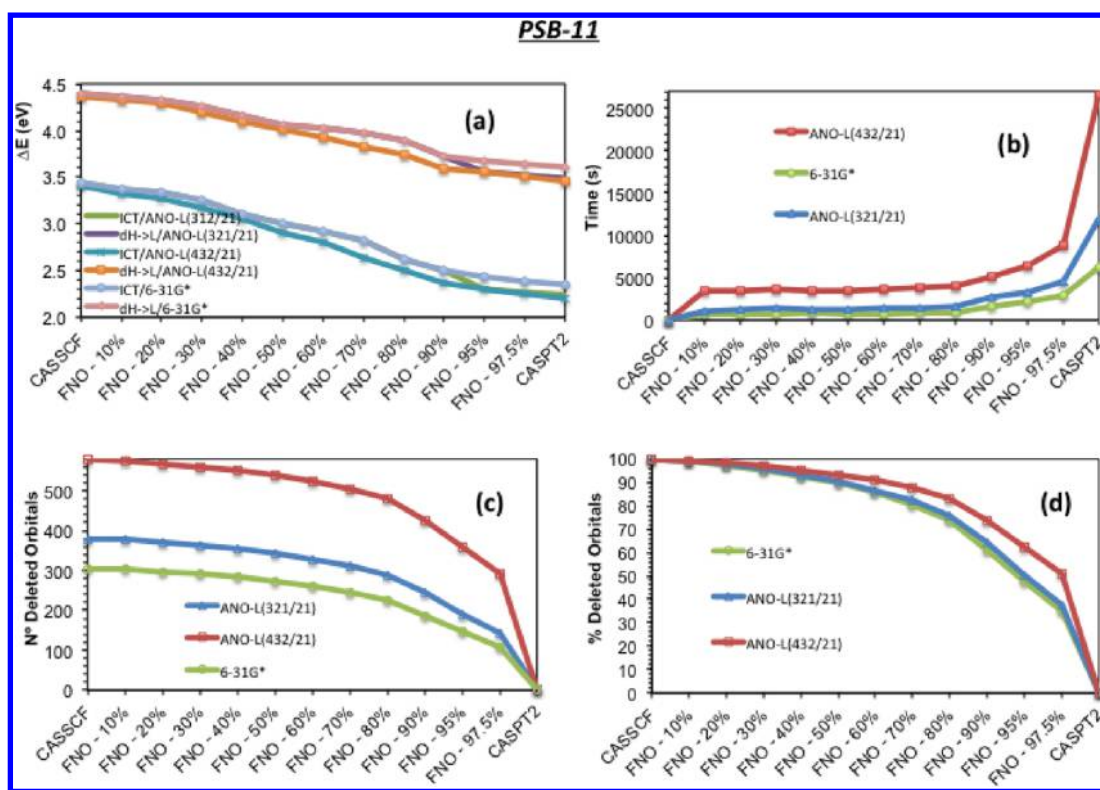 PSB-11
(a)
ΔE (eV)
4.5
4.0
3.5
3.0
2.5
2.0
ICT/ANO-L(312/21)
dH->L/ANO-L(321/21)
ICT/ANO-L(432/21)
dH->L/ANO-L(432/21)
ICT/6-31G*
dH->L/6-31G*
CASSCF
FNO - 10%
FNO - 20%
FNO - 30%
FNO - 40%
FNO - 50%
FNO - 60%
FNO - 70%
FNO - 80%
FNO - 90%
FNO - 95%
FNO - 97.5%
CASPT2
(b)
Time (s)
25000
20000
15000
10000
5000
0
ANO-L(432/21)
6-31G*
ANO-L(321/21)
CASSCF
FNO - 10%
FNO - 20%
FNO - 30%
FNO - 40%
FNO - 50%
FNO - 60%
FNO - 70%
FNO - 80%
FNO - 90%
FNO - 95%
FNO - 97.5%
CASPT2
(c)
Nº Deleted Orbitals
500
400
300
200
100
0
ANO-L(321/21)
ANO-L(432/21)
6-31G*
CASSCF
FNO - 10%
FNO - 20%
FNO - 30%
FNO - 40%
FNO - 50%
FNO - 60%
FNO - 70%
FNO - 80%
FNO - 90%
FNO - 95%
FNO - 97.5%
CASPT2
(d)
% Deleted Orbitals
100
90
80
70
60
50
40
30
20
10
0
6-31G*
ANO-L(321/21)
ANO-L(432/21)
CASSCF
FNO - 10%
FNO - 20%
FNO - 30%
FNO - 40%
FNO - 50%
FNO - 60%
FNO - 70%
FNO - 80%
FNO - 90%
FNO - 95%
FNO - 97.5%
CASPT2